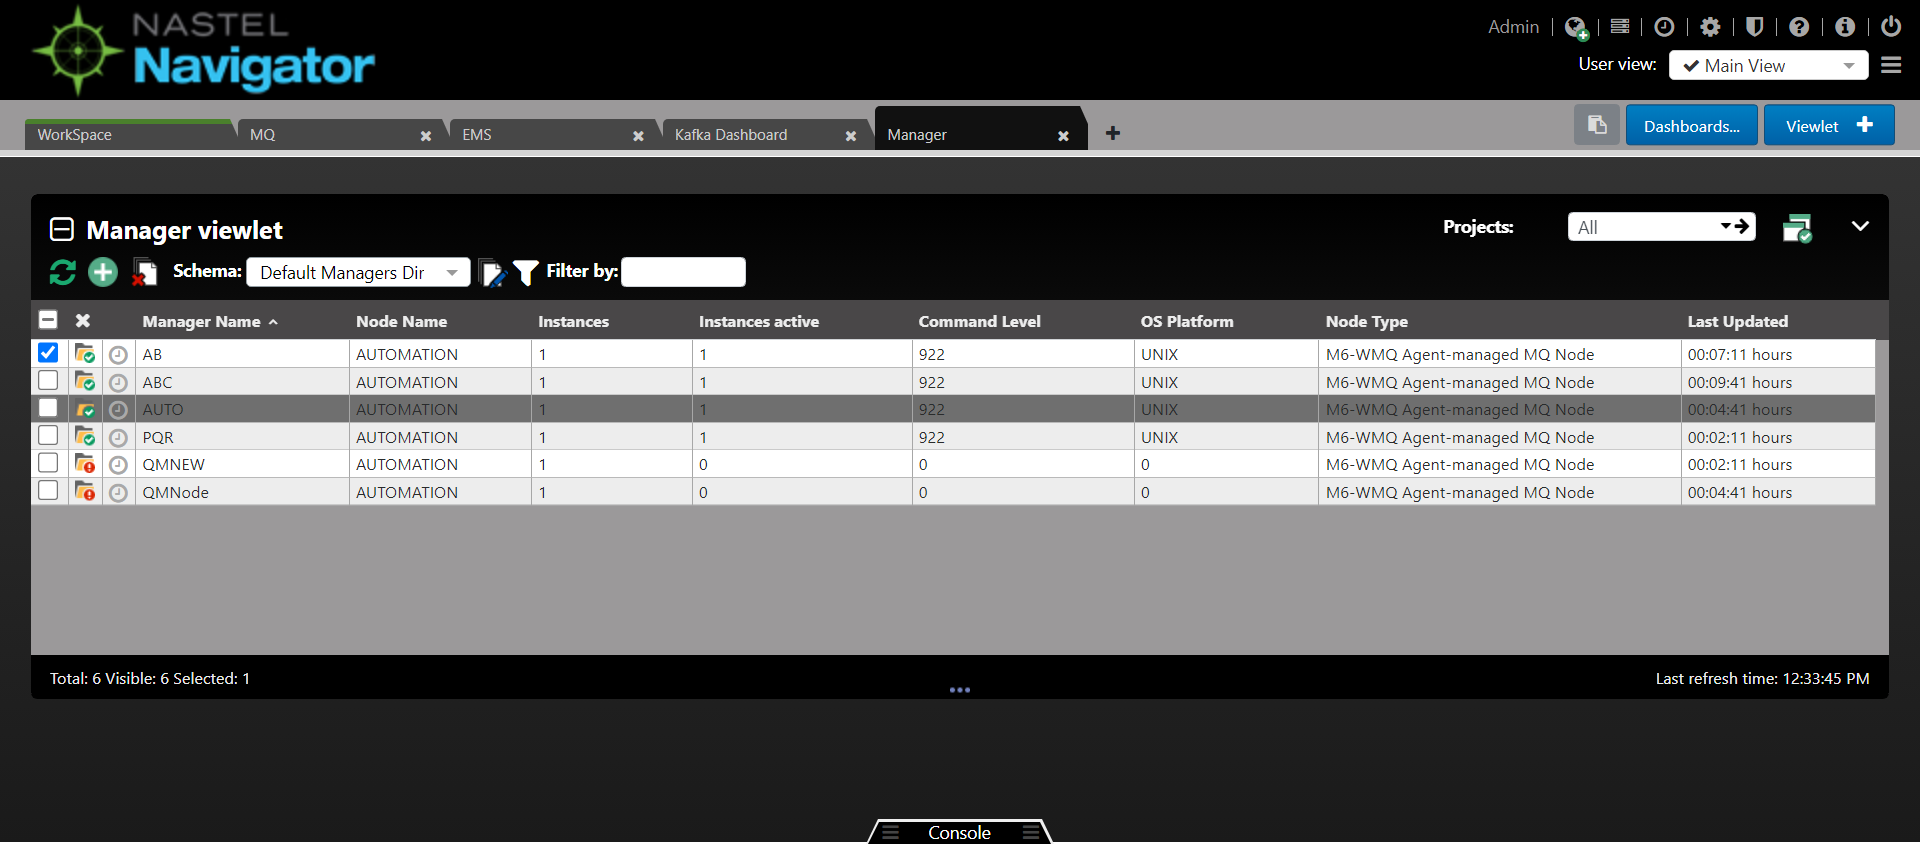 NASTEL
Navigator
Admin
User view: Main View
WorkSpace MQ EMS Kafka Dashboard Manager
Dashboards... Viewlet
Manager viewlet
Projects: All
Schema: Default Managers Dir Filter by:
Manager Name Node Name Instances Instances active Command Level OS Platform Node Type Last Updated
AB AUTOMATION 1 1 922 UNIX M6-WMQ Agent-managed MQ Node 00:07:11 hours
ABC AUTOMATION 1 1 922 UNIX M6-WMQ Agent-managed MQ Node 00:09:41 hours
AUTO AUTOMATION 1 1 922 UNIX M6-WMQ Agent-managed MQ Node 00:04:41 hours
PQR AUTOMATION 1 1 922 UNIX M6-WMQ Agent-managed MQ Node 00:02:11 hours
QMNEW AUTOMATION 1 0 0 0 M6-WMQ Agent-managed MQ Node 00:02:11 hours
QMNode AUTOMATION 1 0 0 0 M6-WMQ Agent-managed MQ Node 00:04:41 hours
Total: 6 Visible: 6 Selected: 1
Last refresh time: 12:33:45 PM
Console